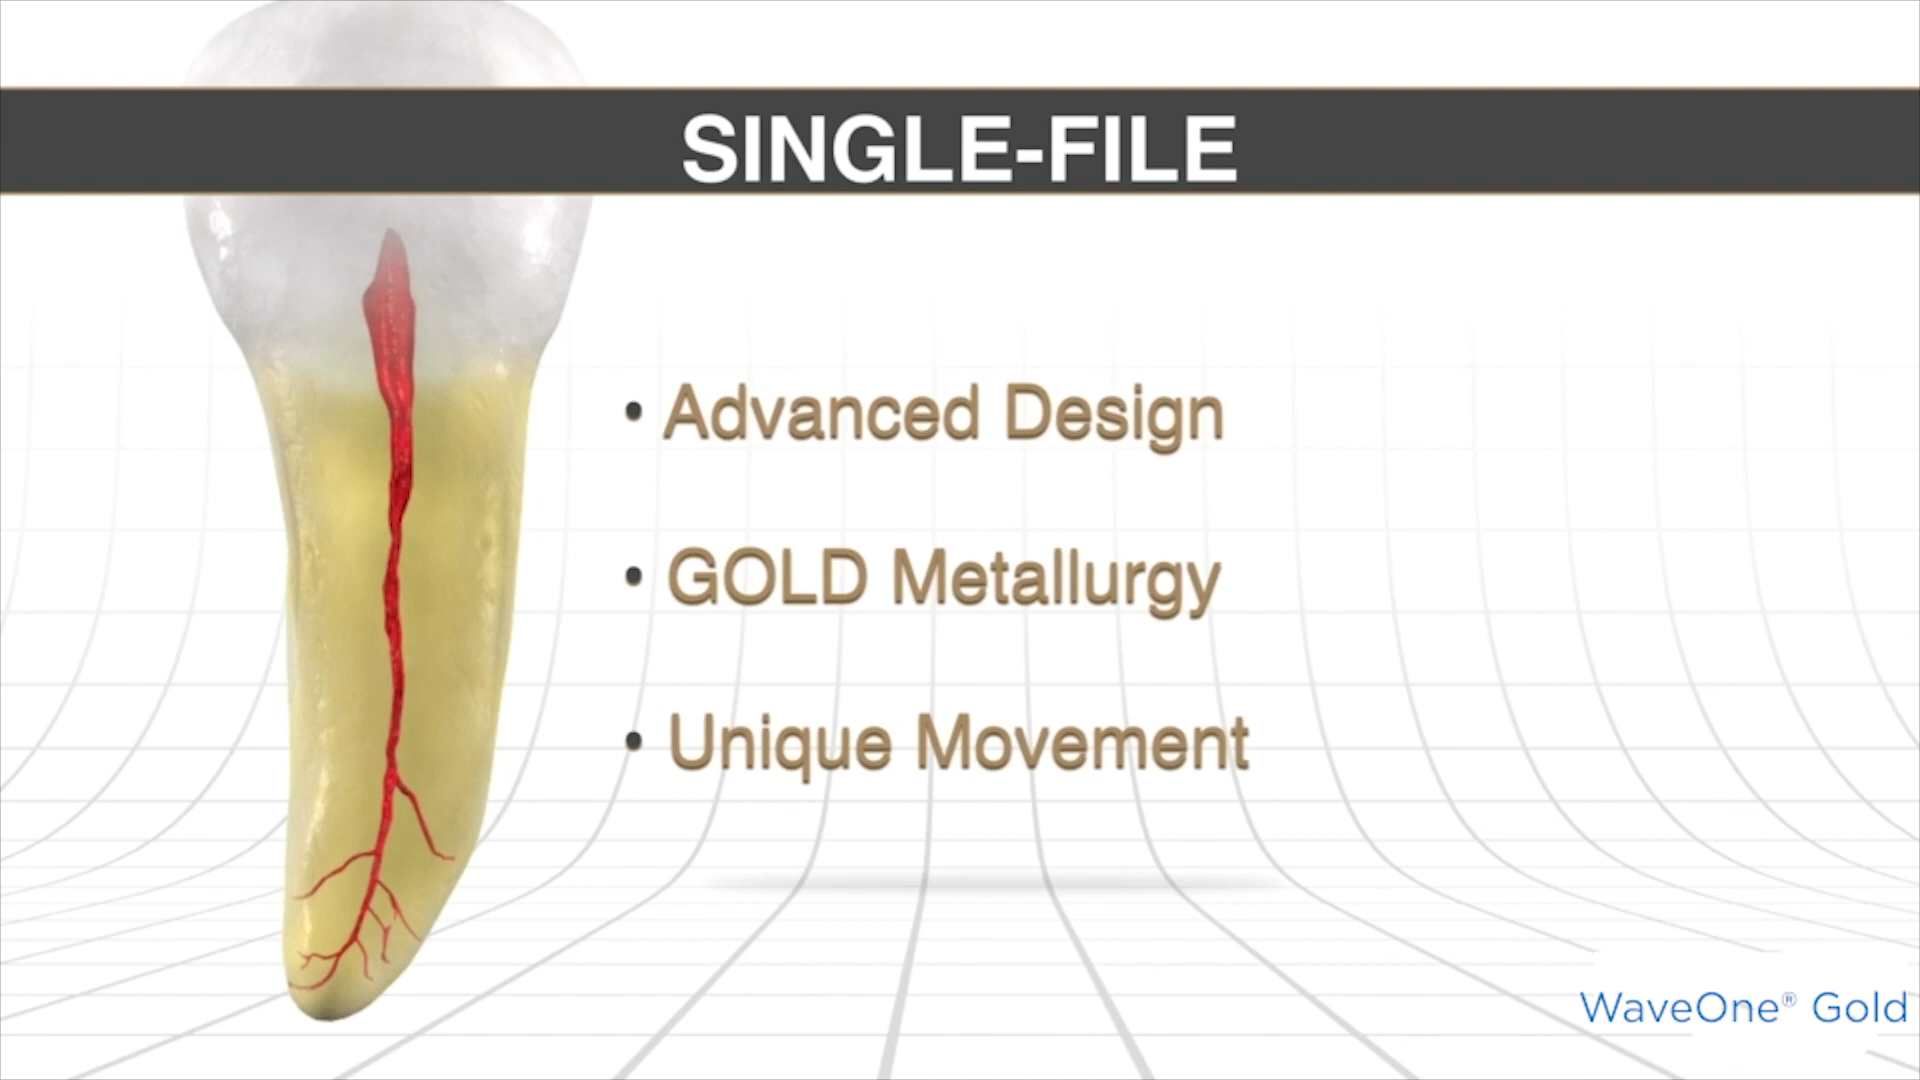 SINGLE-FILE
• Advanced Design
• GOLD Metallurgy
• Unique Movement
WaveOne® Gold